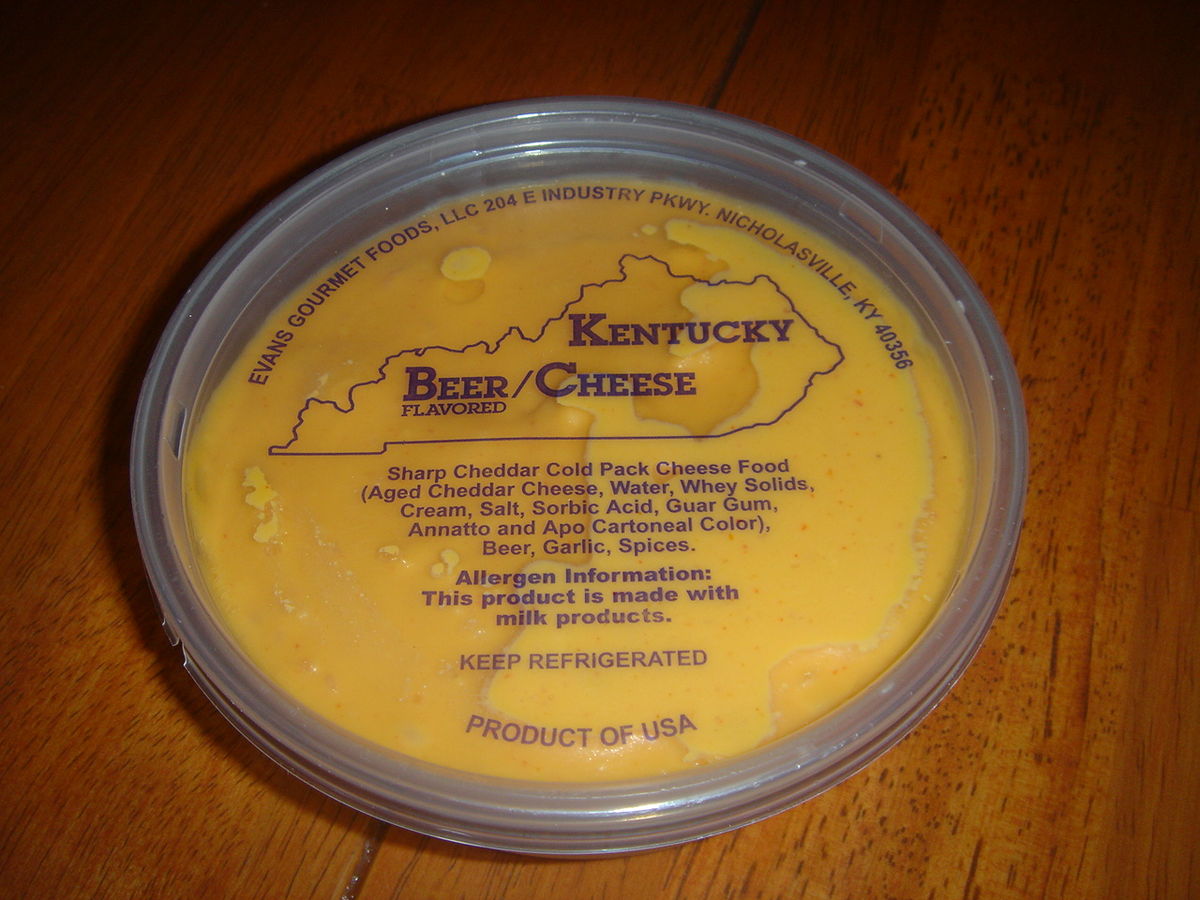 EVANS GOURMET FOODS, LLC 204 E INDUSTRY PKWY. NICHOLASVILLE, KY 40356
KENTUCKY
BEER/CHEESE
FLAVORED
Sharp Cheddar Cold Pack Cheese Food
(Aged Cheddar Cheese, Water, Whey Solids,
Cream, Salt, Sorbic Acid, Guar Gum,
Annatto and Apo Cartoneal Color),
Beer, Garlic, Spices.
Allergen Information:
This product is made with
milk products.
KEEP REFRIGERATED
PRODUCT OF USA